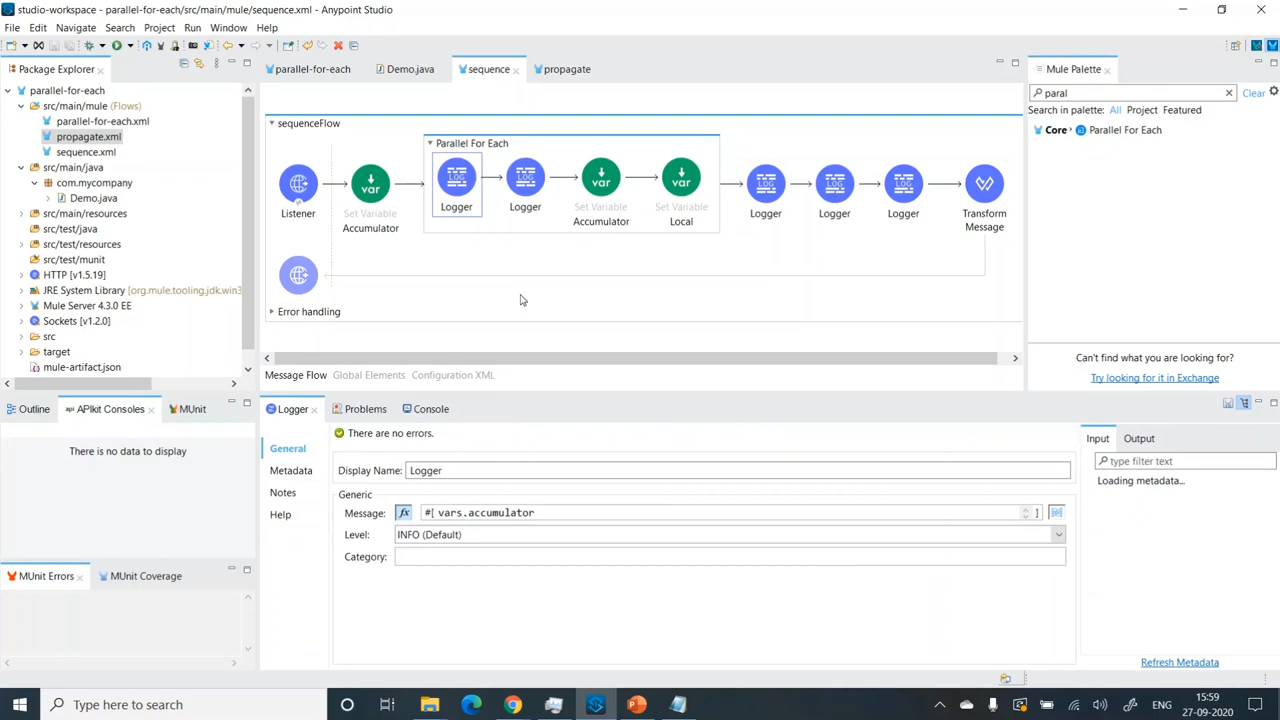 studio-workspace - parallel-for-each/src/main/mule/sequence.xml - Anypoint Studio
File Edit Navigate Search Project Run Window Help
Package Explorer
parallel-for-each
src/main/mule (Flows)
parallel-for-each.xml
propagate.xml
sequence.xml
src/main/java
com.mycompany
Demo.java
src/main/resources
src/test/java
src/test/resources
src/test/munit
HTTP [v1.5.19]
JRE System Library [org.mule.tooling.jdk.win3
Mule Server 4.3.0 EE
Sockets [v1.2.0]
src
target
mule-artifact.json
parallel-for-each Demo.java sequence propagate
sequenceFlow
Parallel For Each
Listener
Set Variable
Accumulator
LOG
Logger
LOG
Logger
var
Set Variable
Accumulator
var
Set Variable
Local
var
LOG
Logger
LOG
Logger
LOG
Logger
Transform
Message
Error handling
Message Flow Global Elements Configuration XML
Mule Palette
paral
Clear
Search in palette: All Project Featured
Core Parallel For Each
Can't find what you are looking for?
Try looking for it in Exchange
Outline APIkit Consoles MUnit
There is no data to display
MUnit Errors MUnit Coverage
Logger Problems Console
There are no errors.
General
Metadata
Notes
Help
Display Name: Logger
Generic
Message: fx #[ vars.accumulator ]
Level: INFO (Default)
Category:
Input Output
type filter text
Loading metadata...
Refresh Metadata
Type here to search
ENG
15:59
27-09-2020